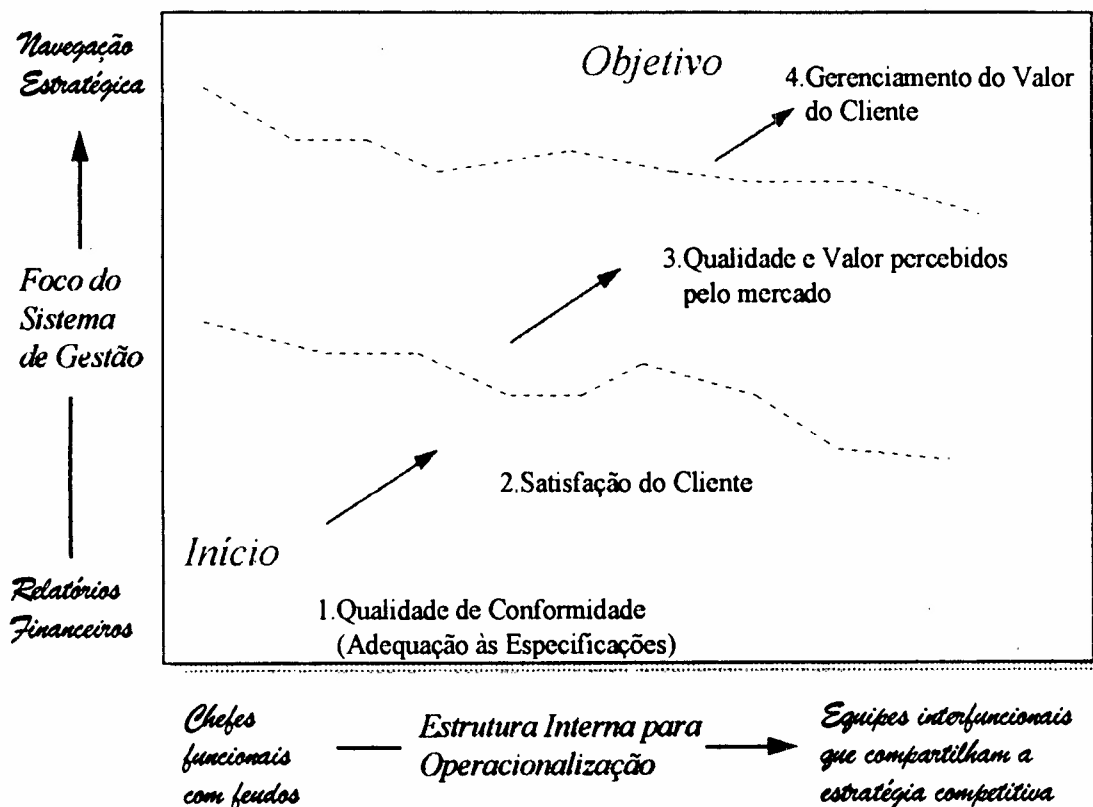 Navegação
Estratégica
Objetivo
4.Gerenciamento do Valor
do Cliente
3.Qualidade e Valor percebidos
pelo mercado
Foco do
Sistema
de Gestão
2.Satisfação do Cliente
Início
Relatórios
Financeiros
1.Qualidade de Conformidade
(Adequação às Especificações)
Chefes
funcionais
com feudos
Estrutura Interna para
Operacionalização
Equipes interfuncionais
que compartilham a
estratégia competitiva